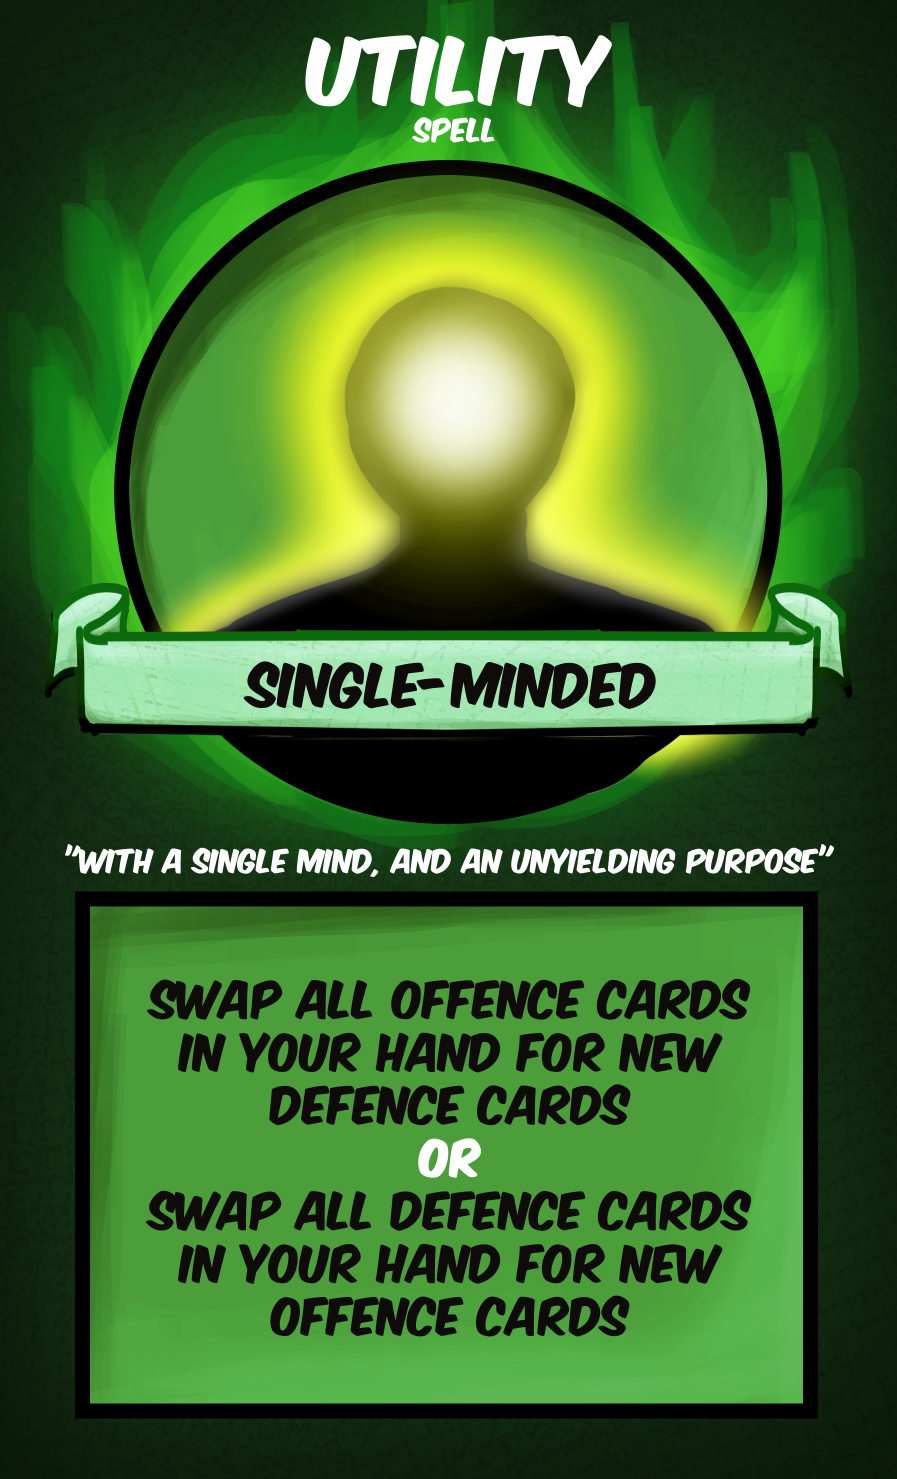 UTILITY
SPELL
SINGLE-MINDED
"WITH A SINGLE MIND, AND AN UNYIELDING PURPOSE"
SWAP ALL OFFENCE CARDS
IN YOUR HAND FOR NEW
DEFENCE CARDS
OR
SWAP ALL DEFENCE CARDS
IN YOUR HAND FOR NEW
OFFENCE CARDS